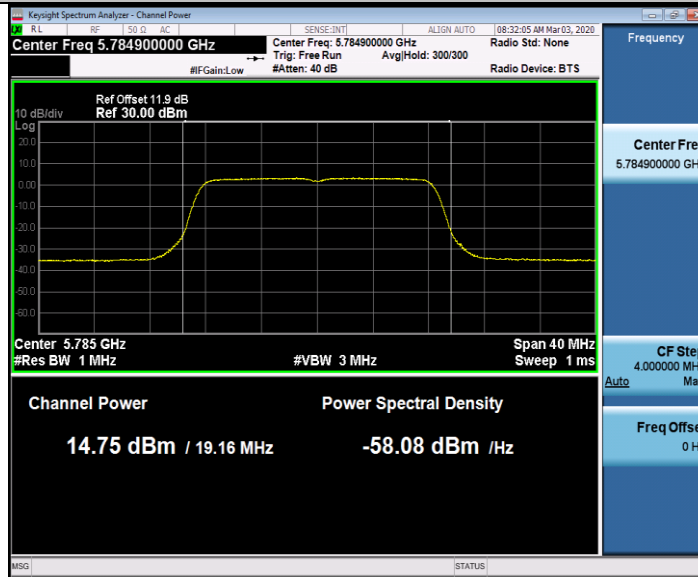 Keysight Spectrum Analyzer - Channel Power
RL RF 50 Ω AC SENSE:INT ALIGN AUTO 08:32:05 AM Mar 03, 2020
Center Freq 5.784900000 GHz
Center Freq: 5.784900000 GHz
Radio Std: None
Trig: Free Run Avg|Hold: 300/300
#IFGain:Low #Atten: 40 dB Radio Device: BTS
Ref Offset 11.9 dB
10 dB/div Ref 30.00 dBm
Log
20.0
10.0
0.00
-10.0
-20.0
-30.0
-40.0
-50.0
-60.0
Center 5.785 GHz Span 40 MHz
#Res BW 1 MHz #VBW 3 MHz Sweep 1 ms
Channel Power Power Spectral Density
14.75 dBm / 19.16 MHz -58.08 dBm /Hz
MSG STATUS
Frequency
Center Fre
5.784900000 GH
CF Ste
4.000000 MH
Auto Ma
Freq Offse
0 H